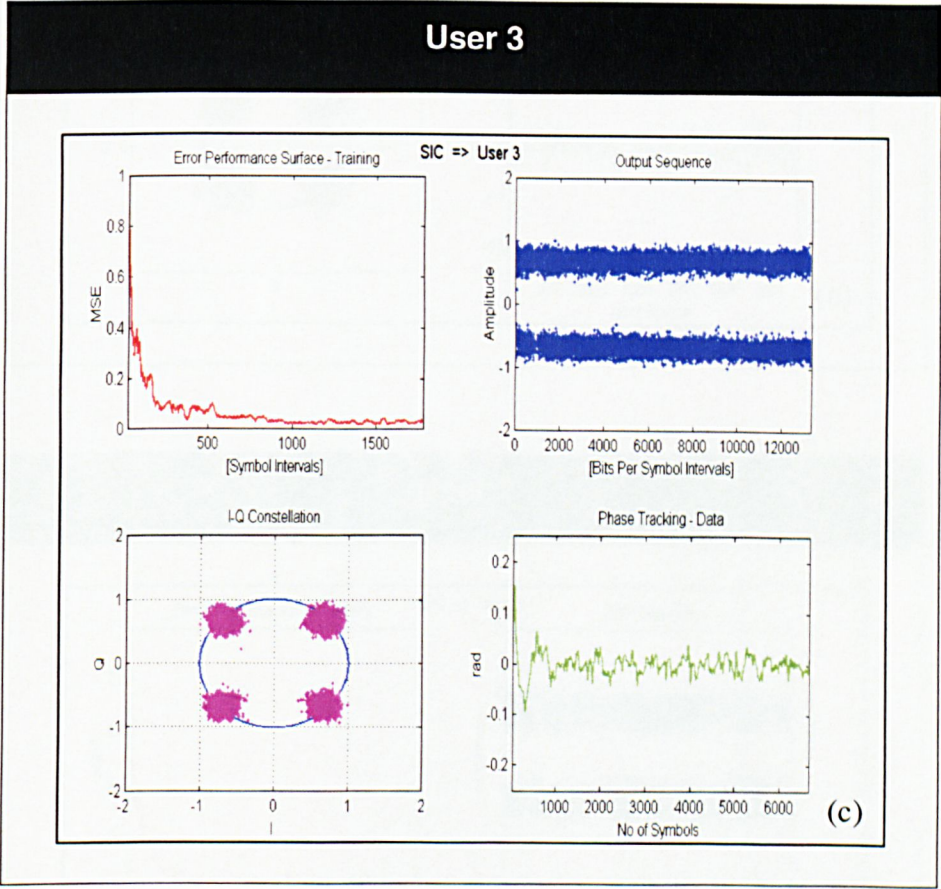 User 3
SIC => User 3
Error Performance Surface - Training
1
0.8
0.6
0.4
0.2
0
MSE
500
1000
1500
[Symbol Intervals]
Output Sequence
2
1
0
-1
-2
Amplitude
0
2000
4000
6000
8000
10000
12000
[Bits Per Symbol Intervals]
I-Q Constellation
2
1
0
-1
-2
Q
-2
-1
0
1
2
I
Phase Tracking - Data
0.2
0.1
0
-0.1
-0.2
rad
1000
2000
3000
4000
5000
6000
No of Symbols
(c)